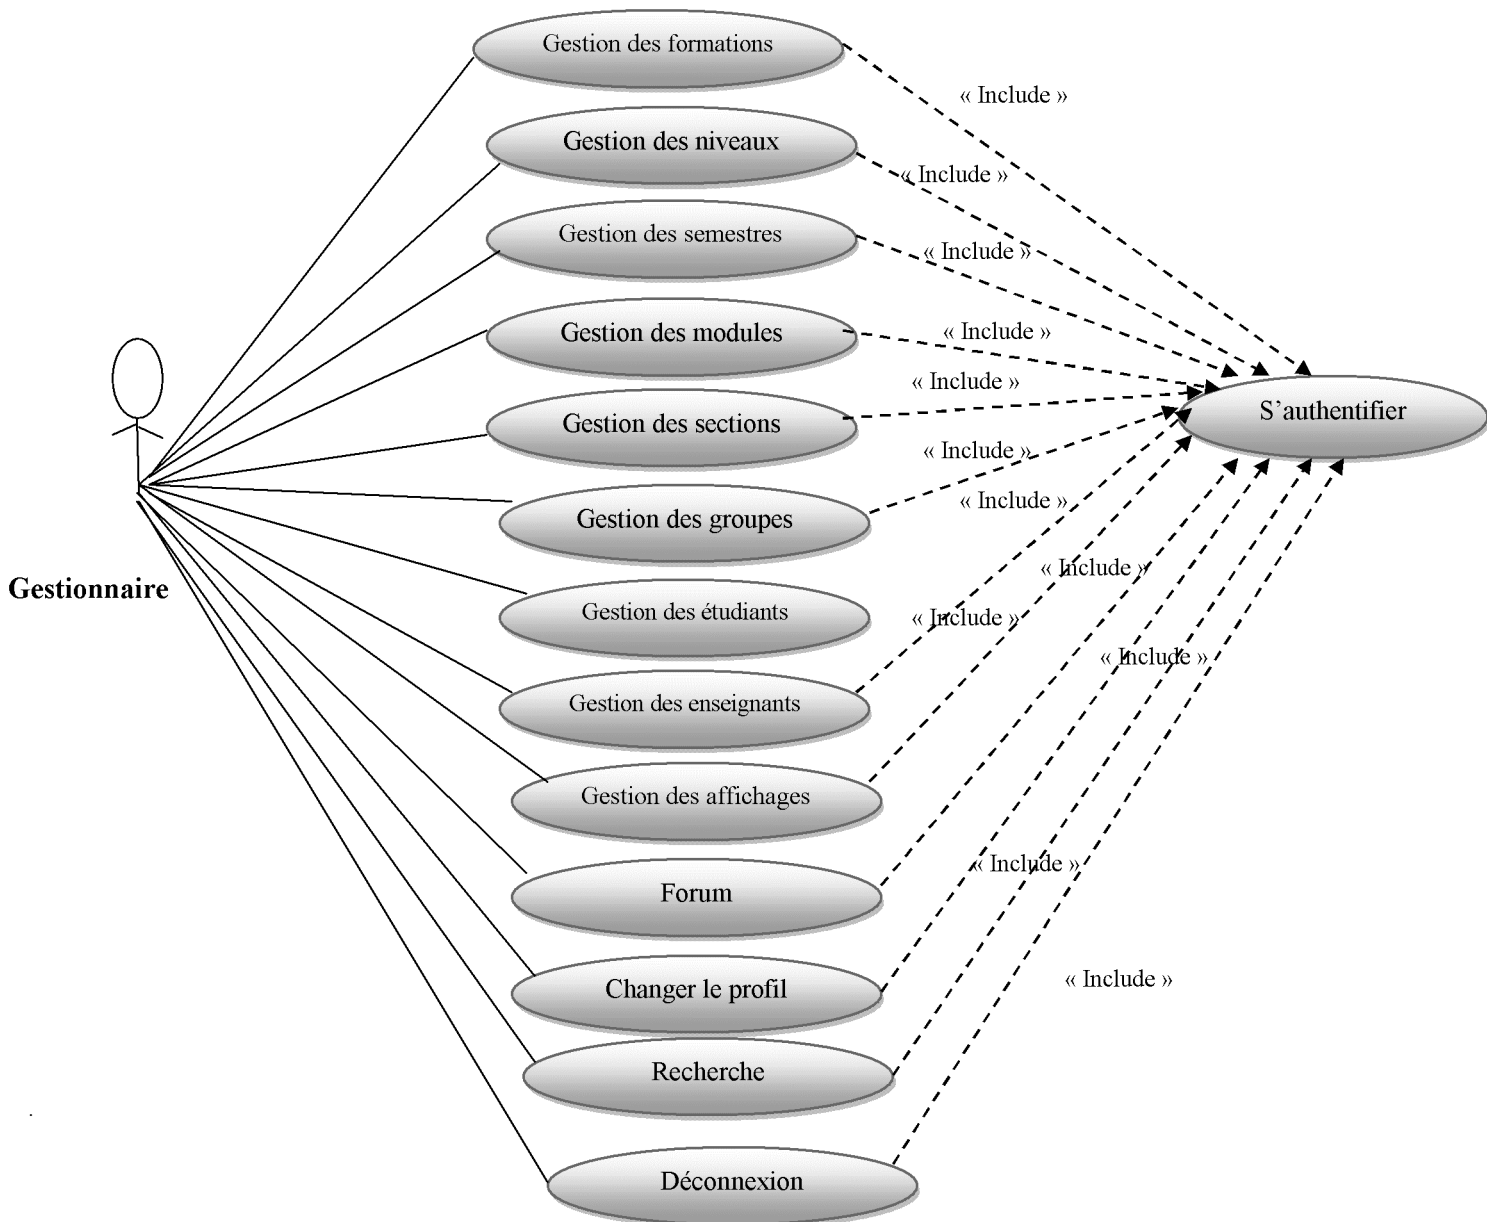 Gestion des formations
« Include »
Gestion des niveaux
« Include »
Gestion des semestres
« Include »
Gestion des modules
« Include »
« Include »
S’authentifier
Gestion des sections
« Include »
« Include »
Gestion des groupes
« Include »
Gestionnaire
Gestion des étudiants
« Include »
« Include »
Gestion des enseignants
Gestion des affichages
« Include »
Forum
« Include »
Changer le profil
Recherche
Déconnexion